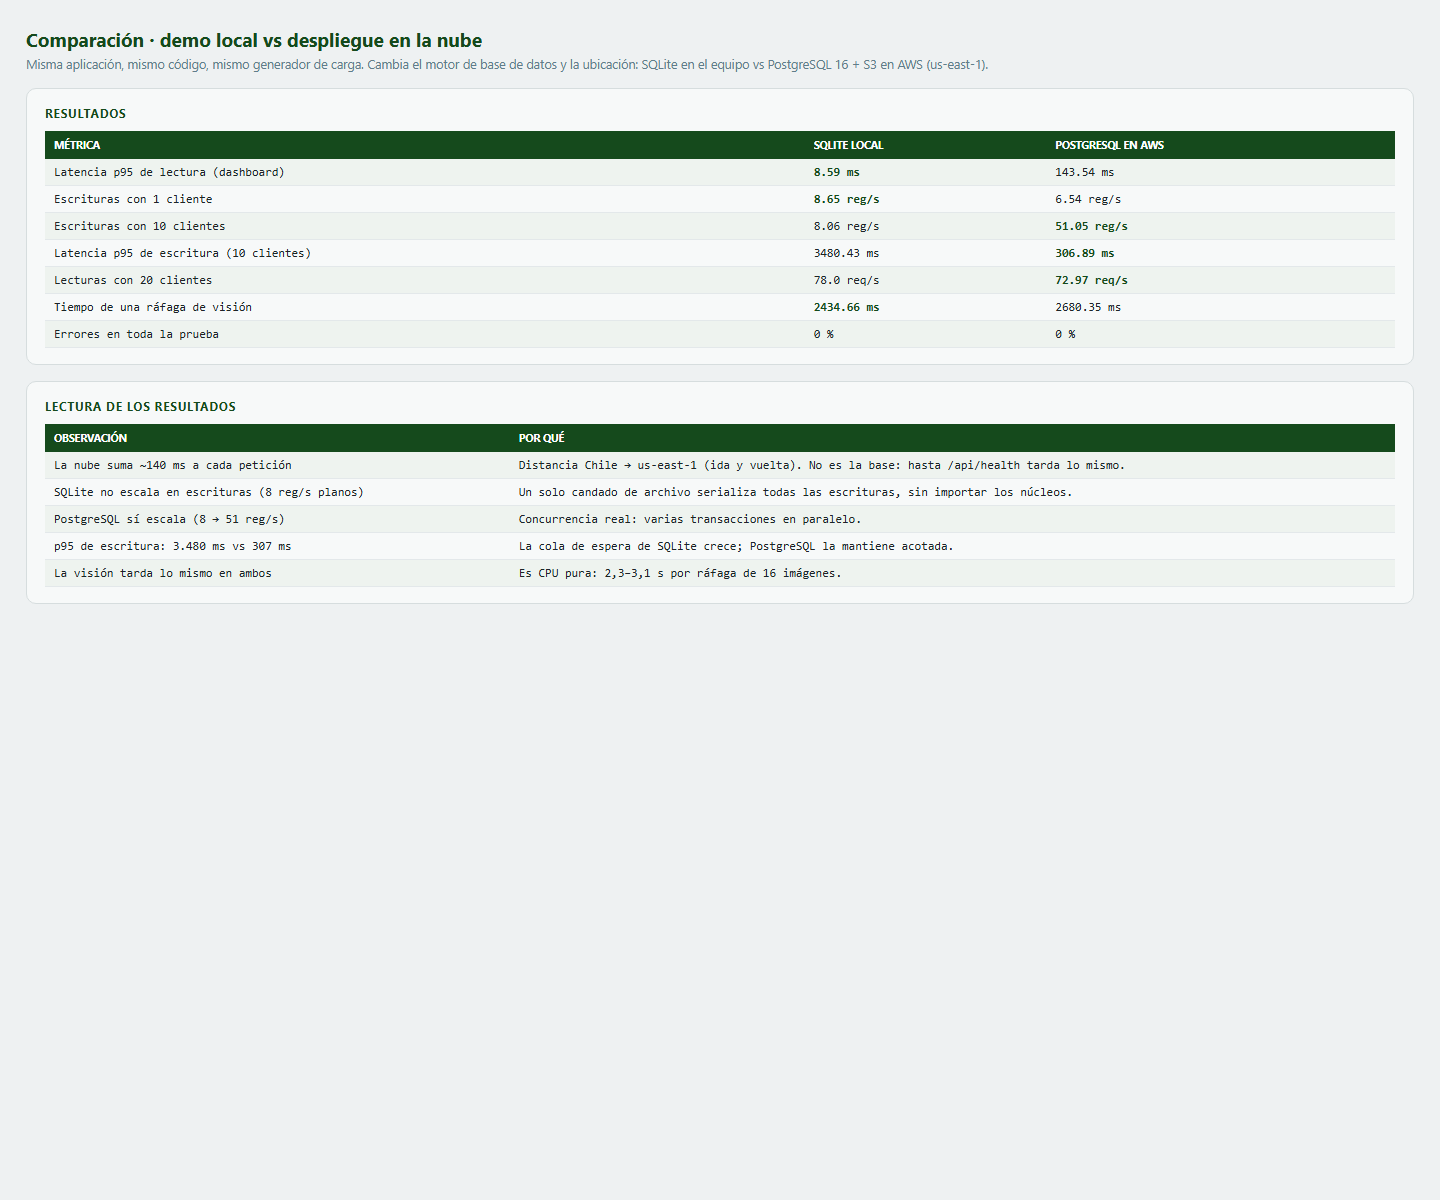 Comparación · demo local vs despliegue en la nube
Misma aplicación, mismo código, mismo generador de carga. Cambia el motor de base de datos y la ubicación: SQLite en el equipo vs PostgreSQL 16 + S3 en AWS (us-east-1).
RESULTADOS
MÉTRICA SQLITE LOCAL POSTGRESQL EN AWS
Latencia p95 de lectura (dashboard) 8.59 ms 143.54 ms
Escrituras con 1 cliente 8.65 reg/s 6.54 reg/s
Escrituras con 10 clientes 8.06 reg/s 51.05 reg/s
Latencia p95 de escritura (10 clientes) 3480.43 ms 306.89 ms
Lecturas con 20 clientes 78.0 req/s 72.97 req/s
Tiempo de una ráfaga de visión 2434.66 ms 2680.35 ms
Errores en toda la prueba 0 % 0 %
LECTURA DE LOS RESULTADOS
OBSERVACIÓN POR QUÉ
La nube suma ~140 ms a cada petición Distancia Chile → us-east-1 (ida y vuelta). No es la base: hasta /api/health tarda lo mismo.
SQLite no escala en escrituras (8 reg/s planos) Un solo candado de archivo serializa todas las escrituras, sin importar los núcleos.
PostgreSQL sí escala (8 → 51 reg/s) Concurrencia real: varias transacciones en paralelo.
p95 de escritura: 3.480 ms vs 307 ms La cola de espera de SQLite crece; PostgreSQL la mantiene acotada.
La visión tarda lo mismo en ambos Es CPU pura: 2,3–3,1 s por ráfaga de 16 imágenes.